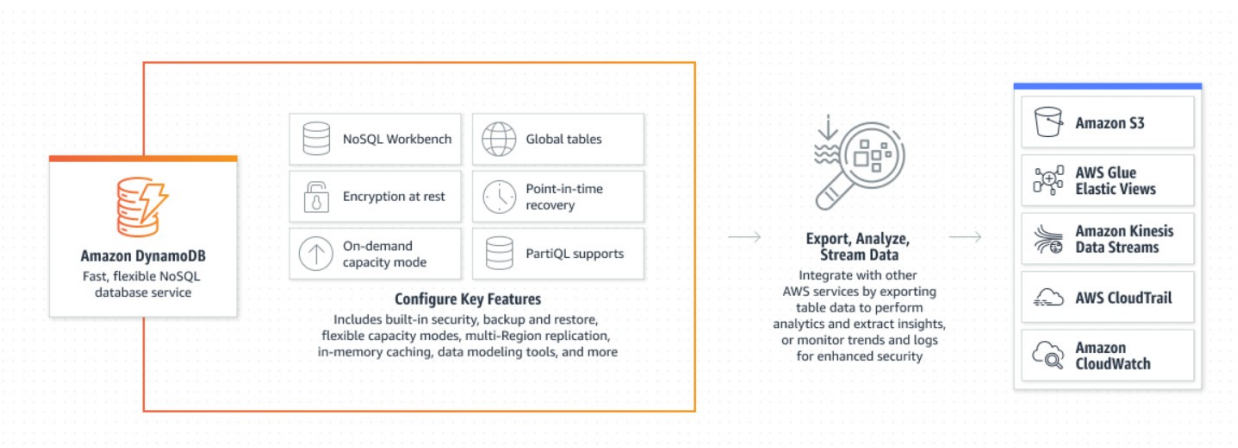 Amazon DynamoDB
Fast, flexible NoSQL
database service
NoSQL Workbench
Global tables
Encryption at rest
Point-in-time
recovery
On-demand
capacity mode
PartiQL supports
Configure Key Features
Includes built-in security, backup and restore,
flexible capacity modes, multi-Region replication,
in-memory caching, data modeling tools, and more
Export, Analyze,
Stream Data
Integrate with other
AWS services by exporting
table data to perform
analytics and extract insights,
or monitor trends and logs
for enhanced security
Amazon S3
AWS Glue
Elastic Views
Amazon Kinesis
Data Streams
AWS CloudTrail
Amazon
CloudWatch